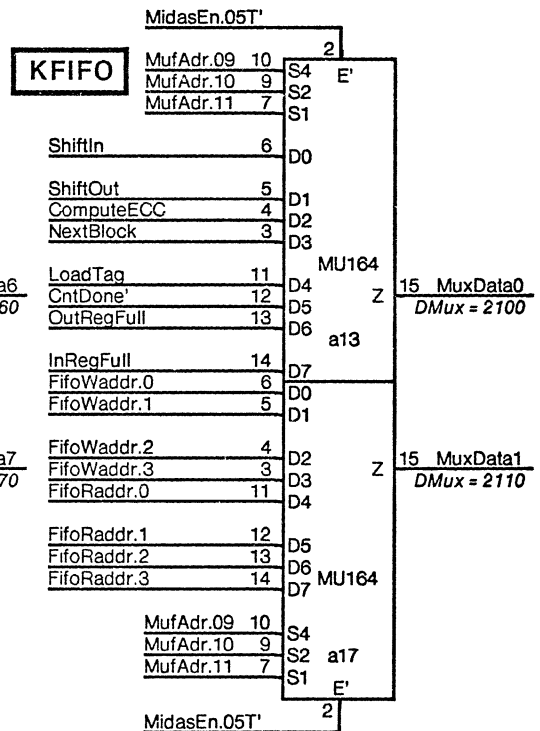 MidasEn.05T'
2
KFIFO
MufAdr.09 10 S4 E'
MufAdr.10 9 S2
MufAdr.11 7 S1
ShiftIn 6 D0
ShiftOut 5 D1
ComputeECC 4 D2
NextBlock 3 D3
MU164
a6 LoadTag 11 D4 Z 15 MuxData0
60 CntDone' 12 D5 DMux = 2100
OutRegFull 13 D6
a13
InRegFull 14 D7
FifoWaddr.0 6 D0
FifoWaddr.1 5 D1
FifoWaddr.2 4 D2
a7 FifoWaddr.3 3 D3 Z 15 MuxData1
70 FifoRaddr.0 11 D4 DMux = 2110
FifoRaddr.1 12 D5
FifoRaddr.2 13 D6
FifoRaddr.3 14 D7 MU164
MufAdr.09 10 S4
MufAdr.10 9 S2 a17
MufAdr.11 7 S1
E'
2
MidasEn.05T'